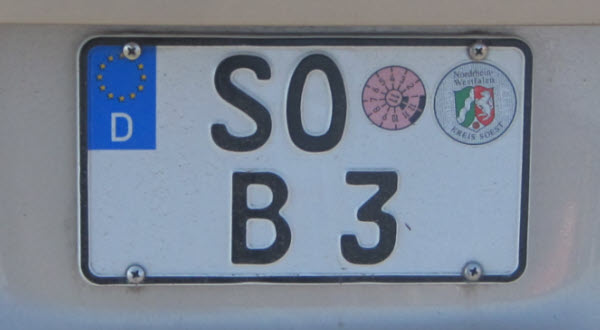 SO
D
Nordrhein-
Westfalen
KREIS SOEST
B 3